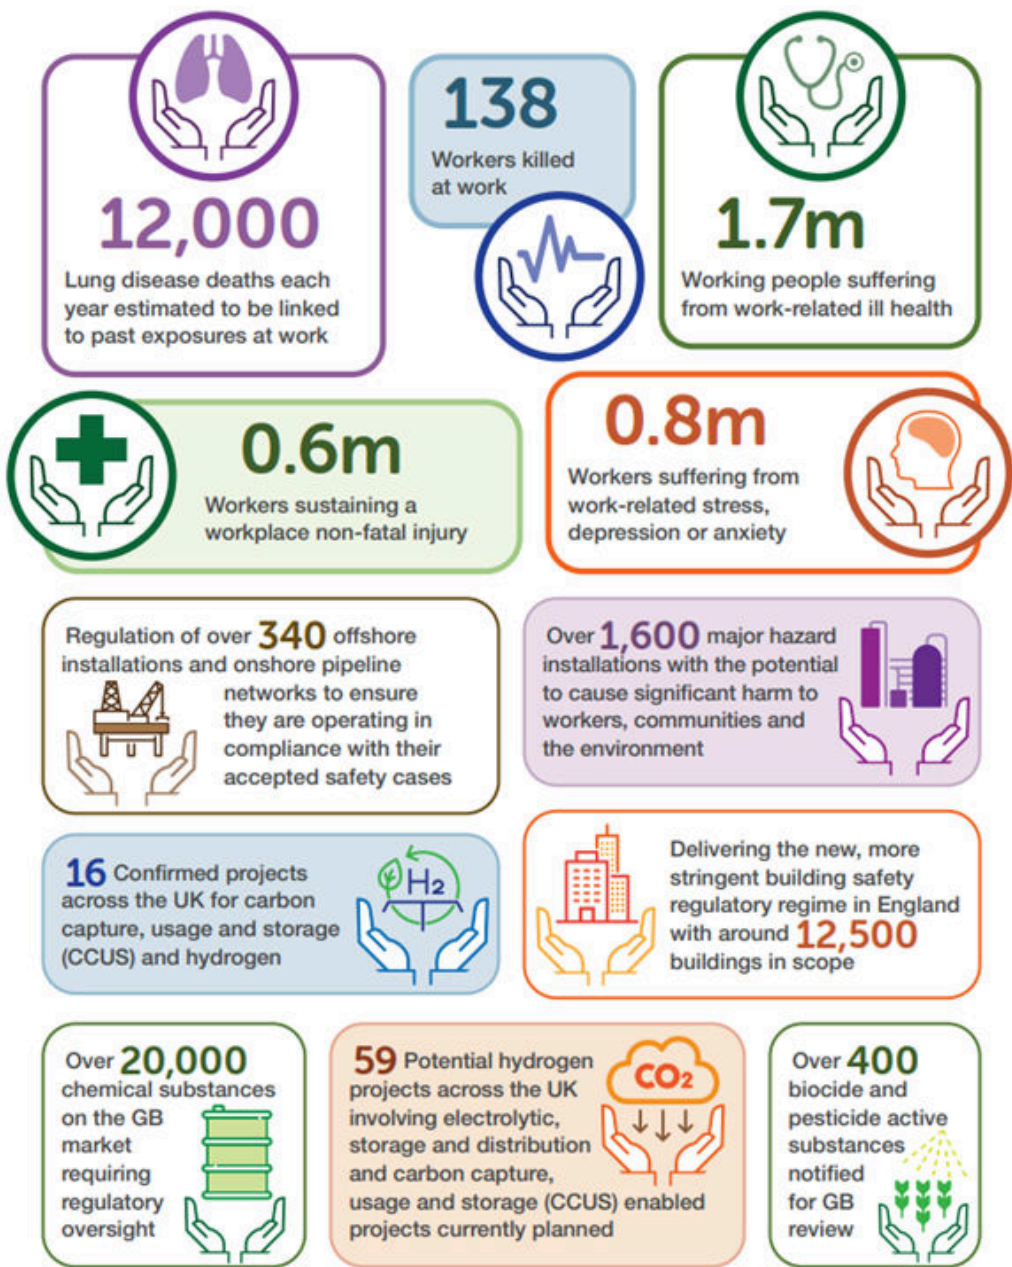 12,000
Lung disease deaths each
year estimated to be linked
to past exposures at work
138
Workers killed
at work
1.7m
Working people suffering
from work-related ill health
0.6m
Workers sustaining a
workplace non-fatal injury
0.8m
Workers suffering from
work-related stress,
depression or anxiety
Regulation of over 340 offshore
installations and onshore pipeline
networks to ensure
they are operating in
compliance with their
accepted safety cases
Over 1,600 major hazard
installations with the potential
to cause significant harm to
workers, communities and
the environment
16 Confirmed projects
across the UK for carbon
capture, usage and storage
(CCUS) and hydrogen
H2
Delivering the new, more
stringent building safety
regulatory regime in England
with around 12,500
buildings in scope
Over 20,000
chemical substances
on the GB
market
requiring
regulatory
oversight
59 Potential hydrogen
projects across the UK
involving electrolytic,
storage and distribution
and carbon capture,
usage and storage (CCUS) enabled
projects currently planned
CO2
Over 400
biocide and
pesticide active
substances
notified
for GB
review